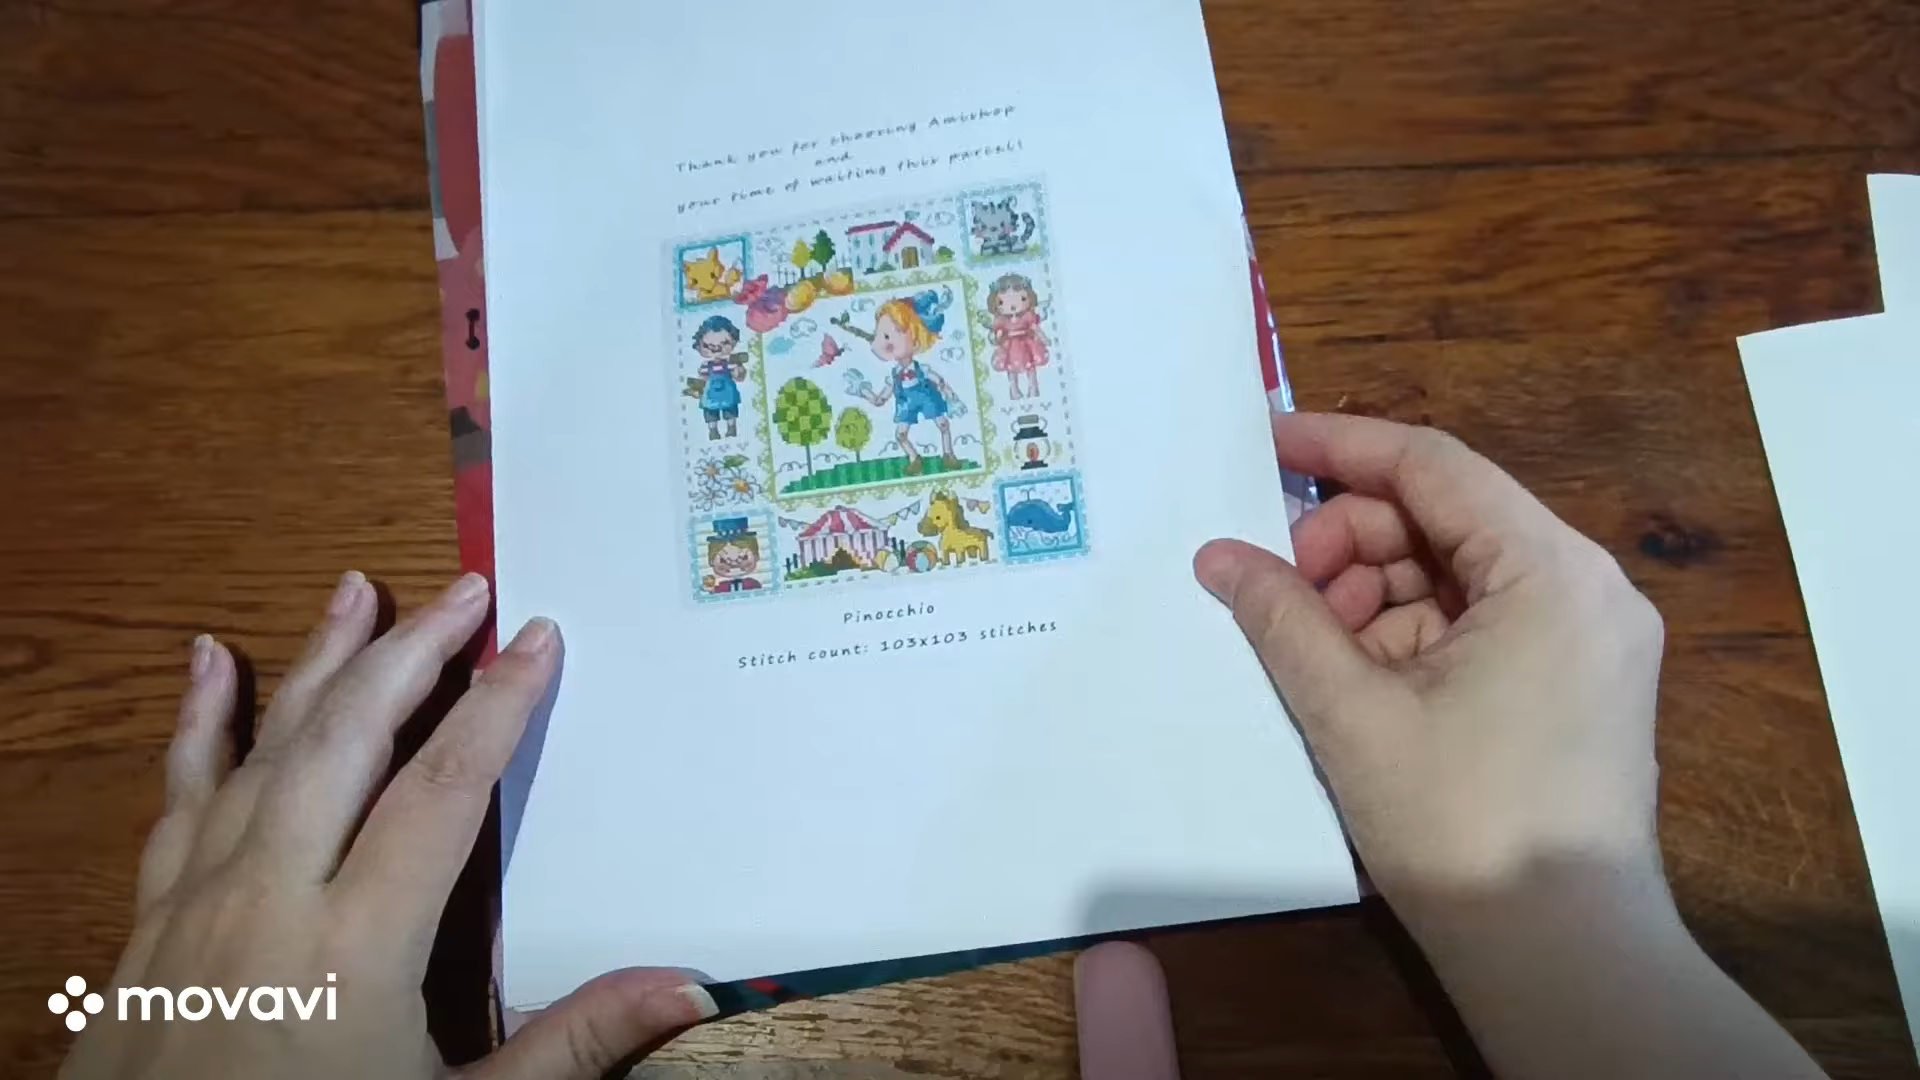 Thank you for choosing Amishop
and
your time of waiting this parcel!
Pinocchio
Stitch count: 103x103 stitches
movavi